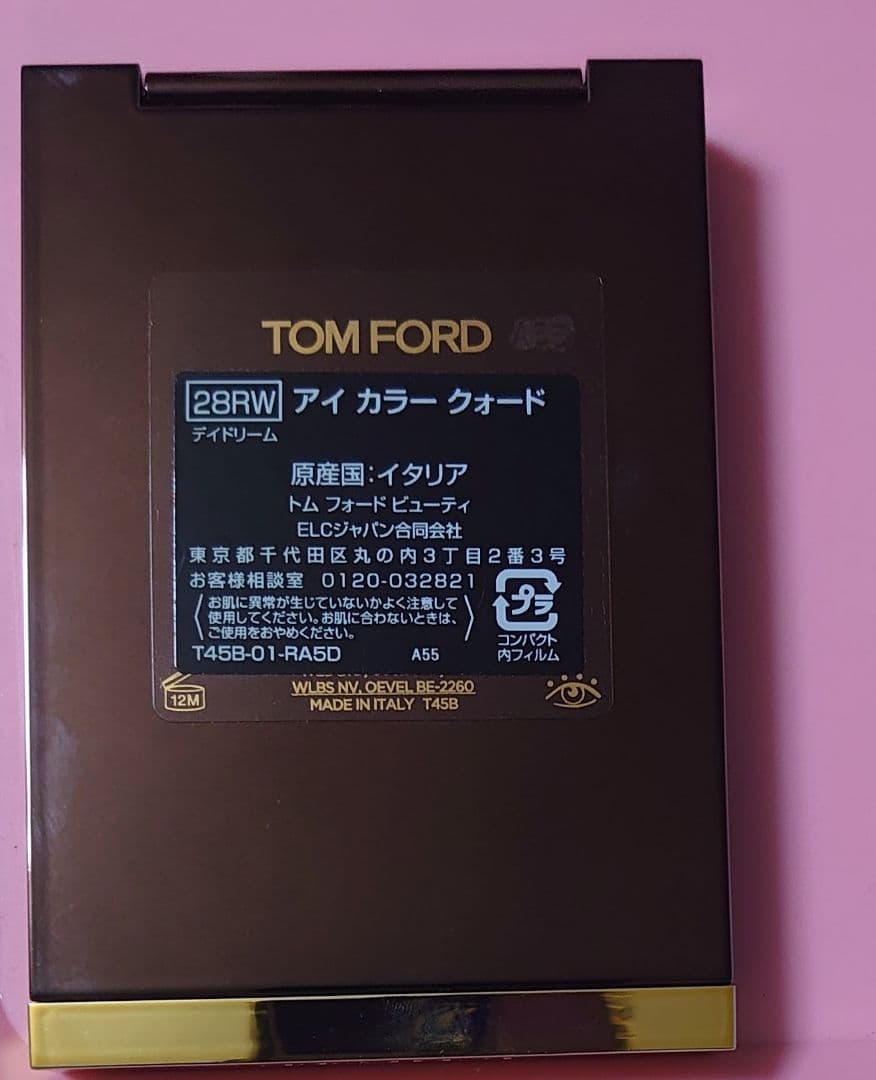 TOM FORD
28RW アイ カラー クォード
デイドリーム
原産国:イタリア
トム フォード ビューティ
ELCジャパン合同会社
東京都千代田区丸の内3丁目2番3号
お客様相談室 0120-032821
お肌に異常が生じていないかよく注意して
使用してください。お肌に合わないときは、
ご使用をおやめください。
プラ
コンパクト
内フィルム
T45B-01-RA5D A55
12M
WLBS NV, OEVEL BE-2260
MADE IN ITALY T45B